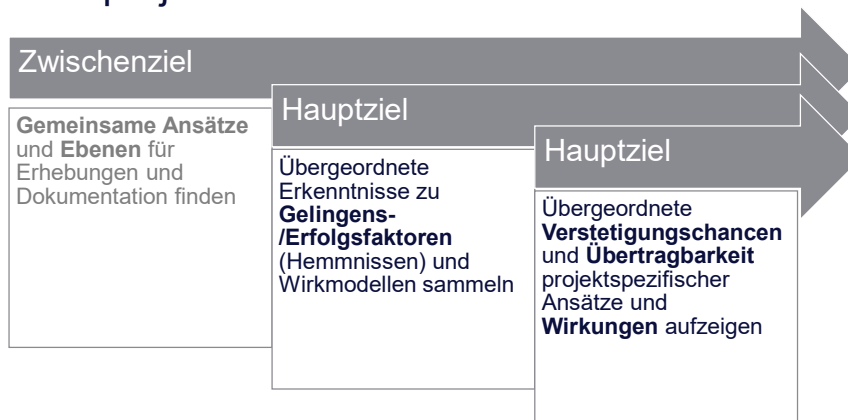 Zwischenziel
Gemeinsame Ansätze
und Ebenen für
Erhebungen und
Dokumentation finden
Hauptziel
Übergeordnete
Erkenntnisse zu
Gelingens-
/Erfolgsfaktoren
(Hemmnissen) und
Wirkmodellen sammeln
Hauptziel
Übergeordnete
Verstetigungschancen
und Übertragbarkeit
projektspezifischer
Ansätze und
Wirkungen aufzeigen